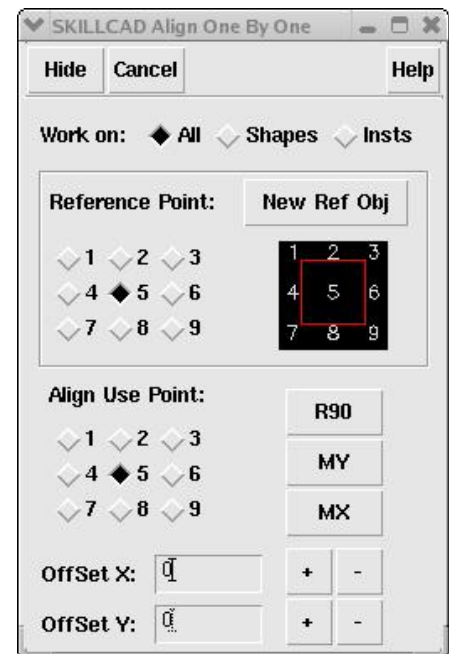 SKILLCAD Align One By One
Hide Cancel Help
Work on: All Shapes Insts
Reference Point: New Ref Obj
1 2 3
4 5 6
7 8 9
1 2 3
4 5 6
7 8 9
Align Use Point:
1 2 3
4 5 6
7 8 9
R90
MY
MX
OffSet X: 0 + -
OffSet Y: 0 + -